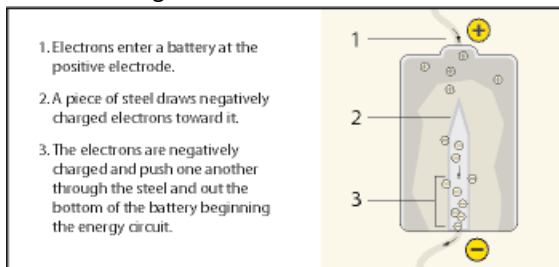 1. Electrons enter a battery at the
positive electrode.
2. A piece of steel draws negatively
charged electrons toward it.
3. The electrons are negatively
charged and push one another
through the steel and out the
bottom of the battery beginning
the energy circuit.
1
+
2
3
−